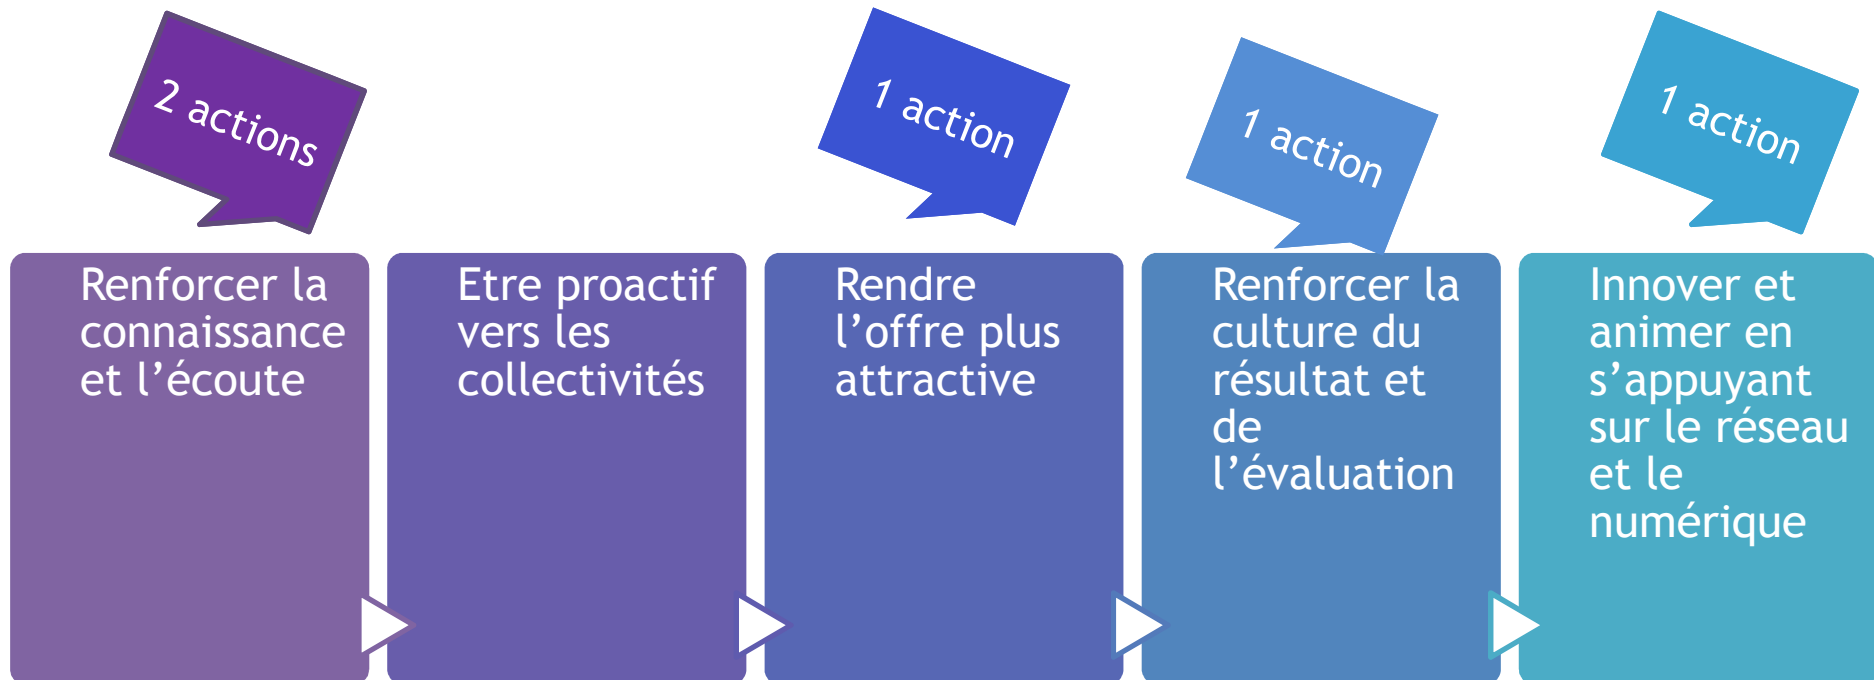 2 actions
1 action
1 action
1 action
Renforcer la
connaissance
et l’écoute
Etre proactif
vers les
collectivités
Rendre
l’offre plus
attractive
Renforcer la
culture du
résultat et
de
l’évaluation
Innover et
animer en
s’appuyant
sur le réseau
et le
numérique